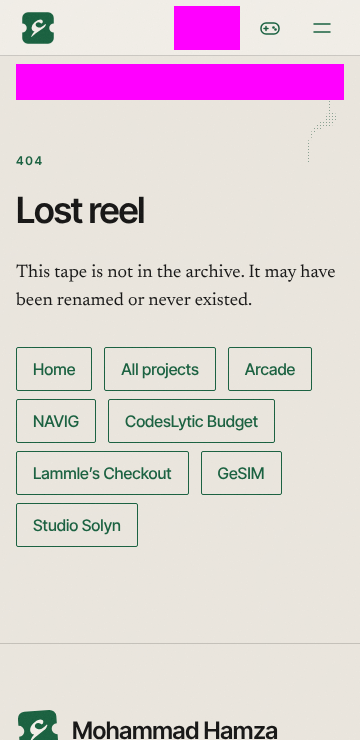 404
Lost reel
This tape is not in the archive. It may have
been renamed or never existed.
Home
All projects
Arcade
NAVIG
CodesLytic Budget
Lammle’s Checkout
GeSIM
Studio Solyn
Mohammad Hamza